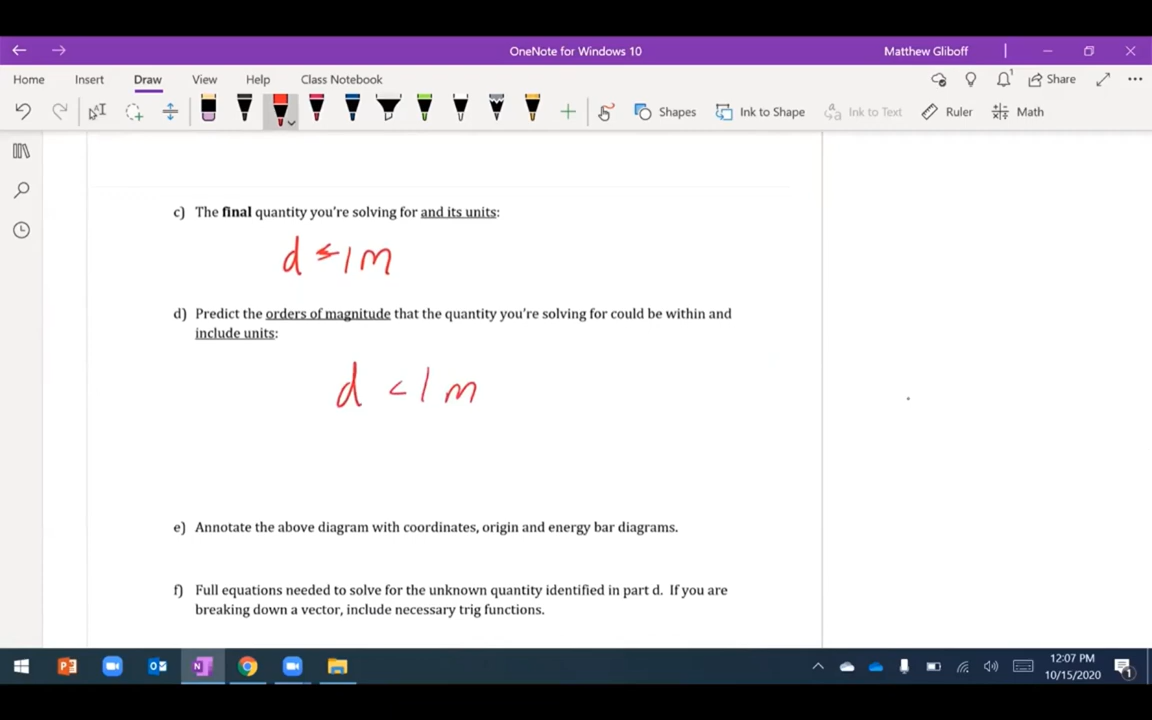 OneNote for Windows 10
Matthew Gliboff
Home Insert Draw View Help Class Notebook
Share
Shapes Ink to Shape Ink to Text Ruler Math
c) The final quantity you're solving for and its units:
d ≤ 1 m
d) Predict the orders of magnitude that the quantity you're solving for could be within and
include units:
d < 1 m
e) Annotate the above diagram with coordinates, origin and energy bar diagrams.
f) Full equations needed to solve for the unknown quantity identified in part d. If you are
breaking down a vector, include necessary trig functions.
12:07 PM
10/15/2020